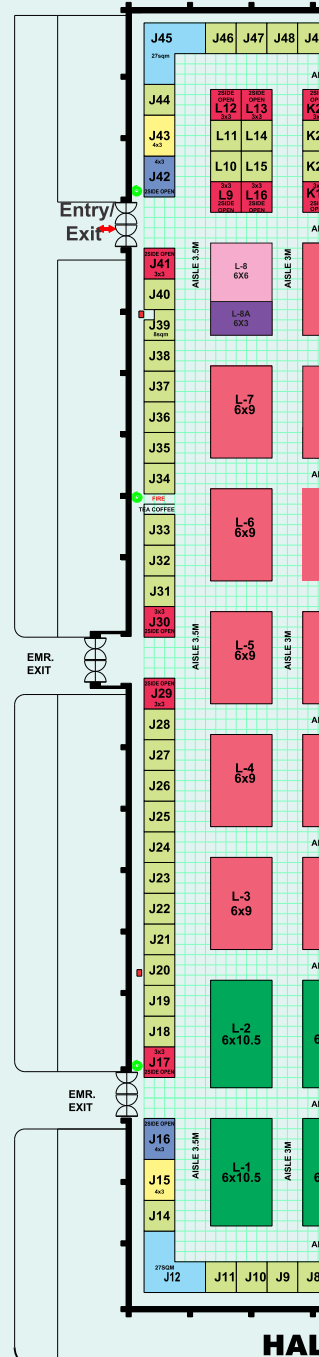 J45
27sqm
J46
J47
J48
J44
J43
4x3
4x3
J42
2SIDE OPEN
2SIDE
OPEN
L12
3x3
2SIDE
OPEN
L13
3x3
L11
L14
L10
L15
3x3
L9
2SIDE
OPEN
3x3
L16
2SIDE
OPEN
Entry/
Exit
2SIDE OPEN
J41
3x3
J40
J39
8sqm
J38
J37
J36
J35
J34
FIRE
TEA COFFEE
J33
J32
J31
3x3
J30
2SIDE OPEN
EMR.
EXIT
2SIDE OPEN
J29
3x3
J28
J27
J26
J25
J24
J23
J22
J21
J20
J19
J18
3x3
J17
2SIDE OPEN
EMR.
EXIT
2SIDE OPEN
J16
4x3
J15
4x3
J14
27SQM
J12
J11
J10
J9
J8
AISLE 3.5M
AISLE 3M
L-8
6X6
L-8A
6X3
L-7
6x9
L-6
6x9
AISLE 3.5M
AISLE 3M
L-5
6x9
L-4
6x9
L-3
6x9
L-2
6x10.5
AISLE 3.5M
AISLE 3M
L-1
6x10.5
HAL